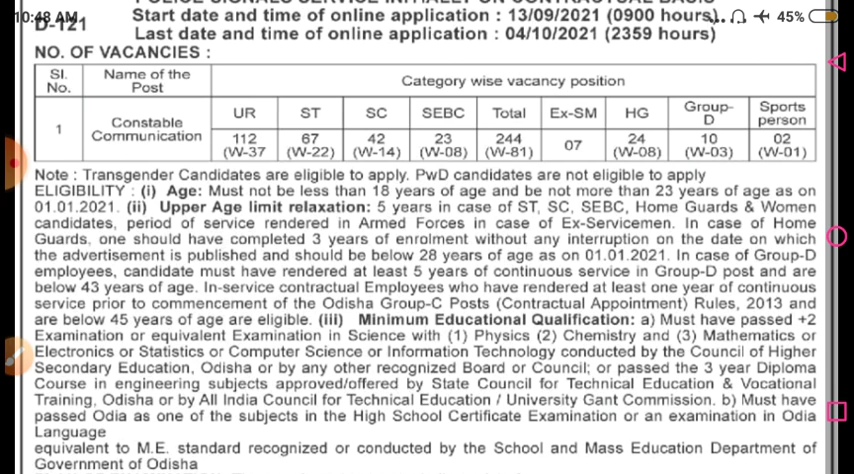 10:48 AM
45%
POLICE SIGNALS SERVICE INITIALLY ON CONTRACTUAL BASIS
D-121
Start date and time of online application : 13/09/2021 (0900 hours)
Last date and time of online application : 04/10/2021 (2359 hours)
NO. OF VACANCIES :
Sl. No. Name of the Post Category wise vacancy position
UR ST SC SEBC Total Ex-SM HG Group-D Sports person
1 Constable Communication 112 (W-37 67 (W-22) 42 (W-14) 23 (W-08) 244 (W-81) 07 24 (W-08) 10 (W-03) 02 (W-01)
Note : Transgender Candidates are eligible to apply. PwD candidates are not eligible to apply
ELIGIBILITY : (i) Age: Must not be less than 18 years of age and be not more than 23 years of age as on
01.01.2021. (ii) Upper Age limit relaxation: 5 years in case of ST, SC, SEBC, Home Guards & Women
candidates, period of service rendered in Armed Forces in case of Ex-Servicemen. In case of Home
Guards, one should have completed 3 years of enrolment without any interruption on the date on which
the advertisement is published and should be below 28 years of age as on 01.01.2021. In case of Group-D
employees, candidate must have rendered at least 5 years of continuous service in Group-D post and are
below 43 years of age. In-service contractual Employees who have rendered at least one year of continuous
service prior to commencement of the Odisha Group-C Posts (Contractual Appointment) Rules, 2013 and
are below 45 years of age are eligible. (iii) Minimum Educational Qualification: a) Must have passed +2
Examination or equivalent Examination in Science with (1) Physics (2) Chemistry and (3) Mathematics or
Electronics or Statistics or Computer Science or Information Technology conducted by the Council of Higher
Secondary Education, Odisha or by any other recognized Board or Council; or passed the 3 year Diploma
Course in engineering subjects approved/offered by State Council for Technical Education & Vocational
Training, Odisha or by All India Council for Technical Education / University Gant Commission. b) Must have
passed Odia as one of the subjects in the High School Certificate Examination or an examination in Odia
Language
equivalent to M.E. standard recognized or conducted by the School and Mass Education Department of
Government of Odisha